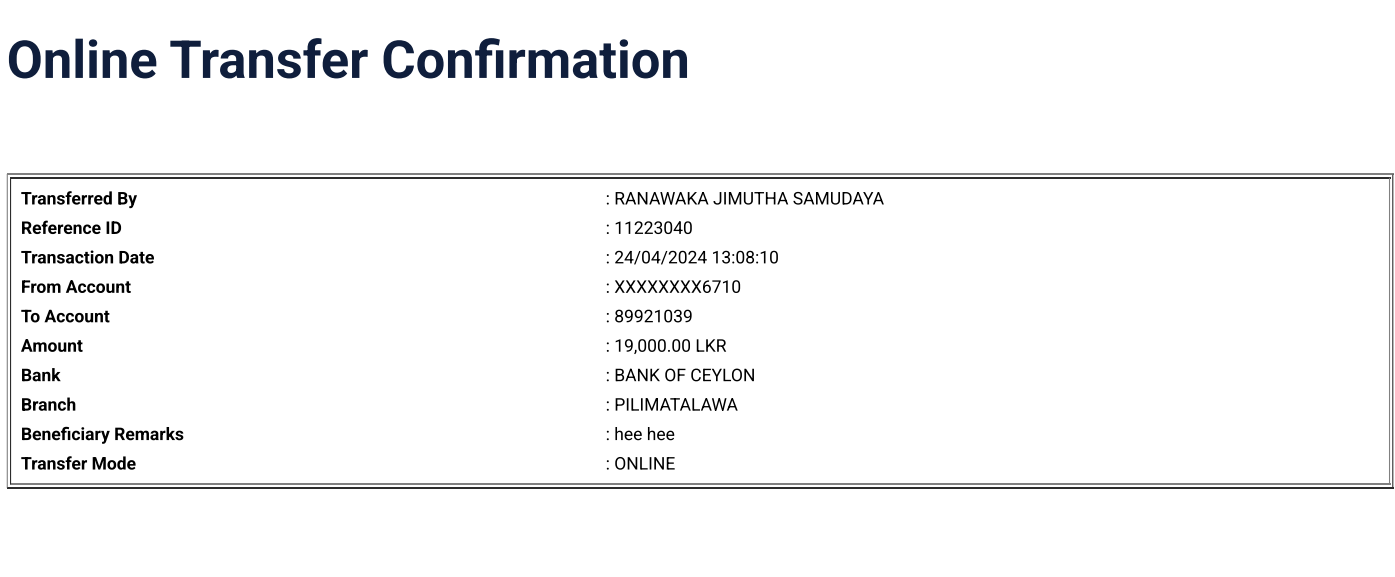 Online Transfer Confirmation
Transferred By : RANAWAKA JIMUTHA SAMUDAYA
Reference ID : 11223040
Transaction Date : 24/04/2024 13:08:10
From Account : XXXXXXXX6710
To Account : 89921039
Amount : 19,000.00 LKR
Bank : BANK OF CEYLON
Branch : PILIMATALAWA
Beneficiary Remarks : hee hee
Transfer Mode : ONLINE